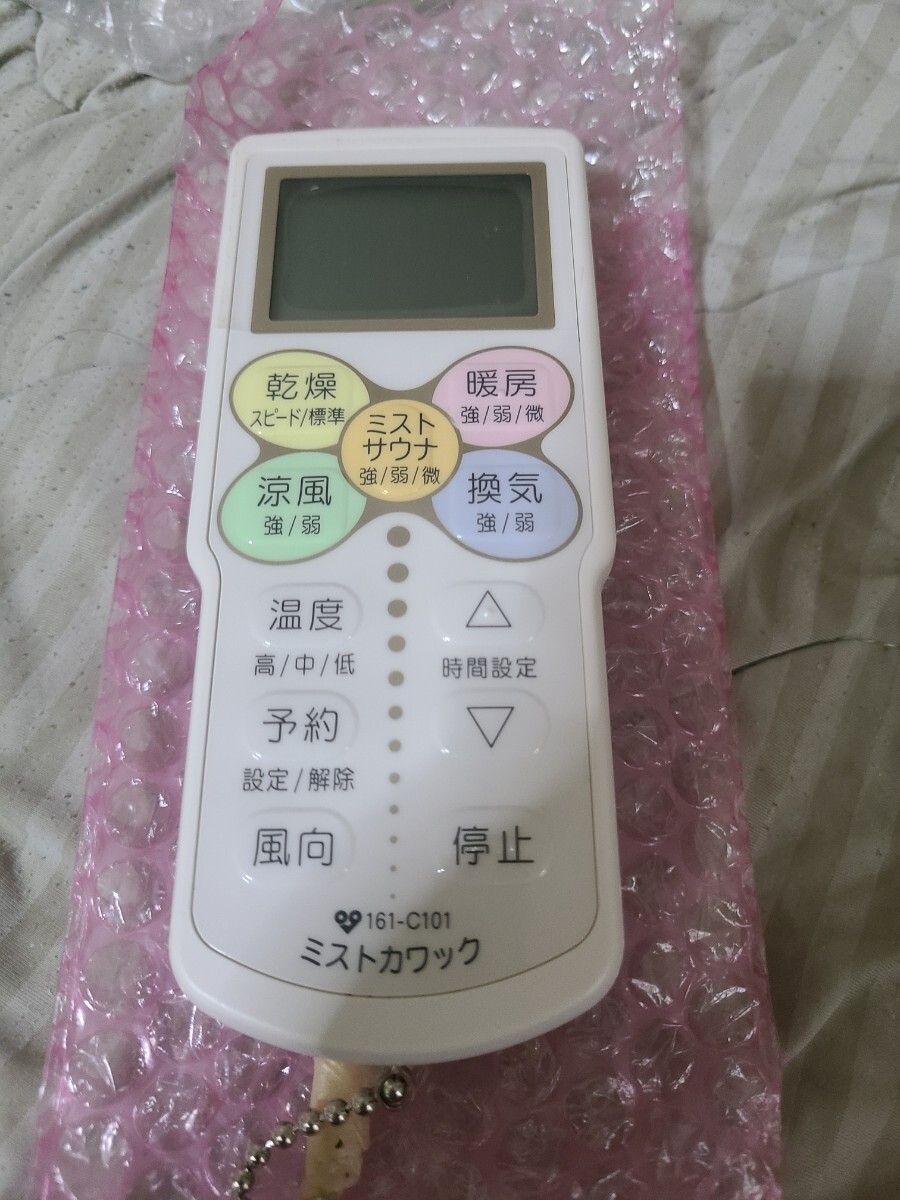 乾燥
スピード/標準
暖房
強/弱/微
ミスト
サウナ
強/弱/微
涼風
強/弱
換気
強/弱
温度
高/中/低
△
時間設定
▽
予約
設定/解除
風向
停止
161-C101
ミストカワック